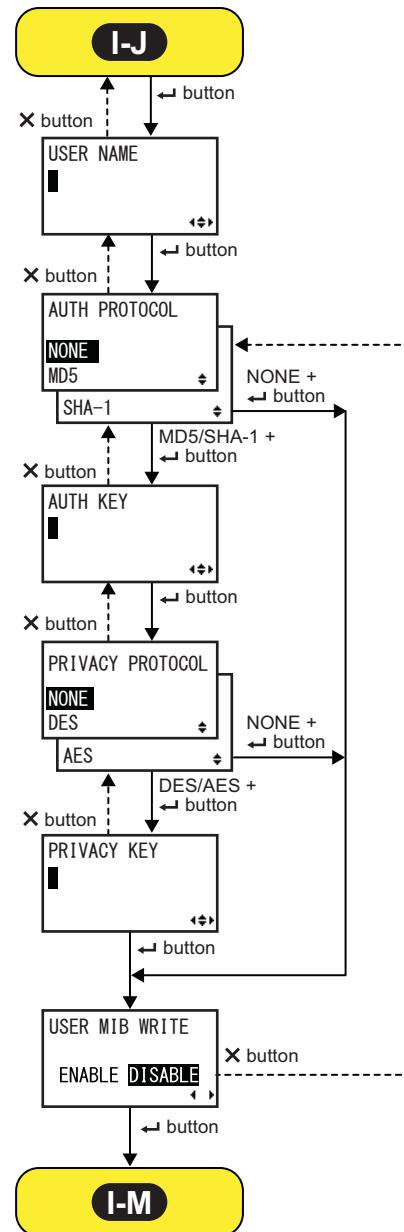 I-J
↵ button
✕ button
USER NAME
↵ button
✕ button
AUTH PROTOCOL
NONE
MD5
SHA-1
NONE +
↵ button
MD5/SHA-1 +
↵ button
✕ button
AUTH KEY
↵ button
✕ button
PRIVACY PROTOCOL
NONE
DES
AES
NONE +
↵ button
DES/AES +
↵ button
✕ button
PRIVACY KEY
↵ button
USER MIB WRITE
ENABLE DISABLE
✕ button
↵ button
I-M